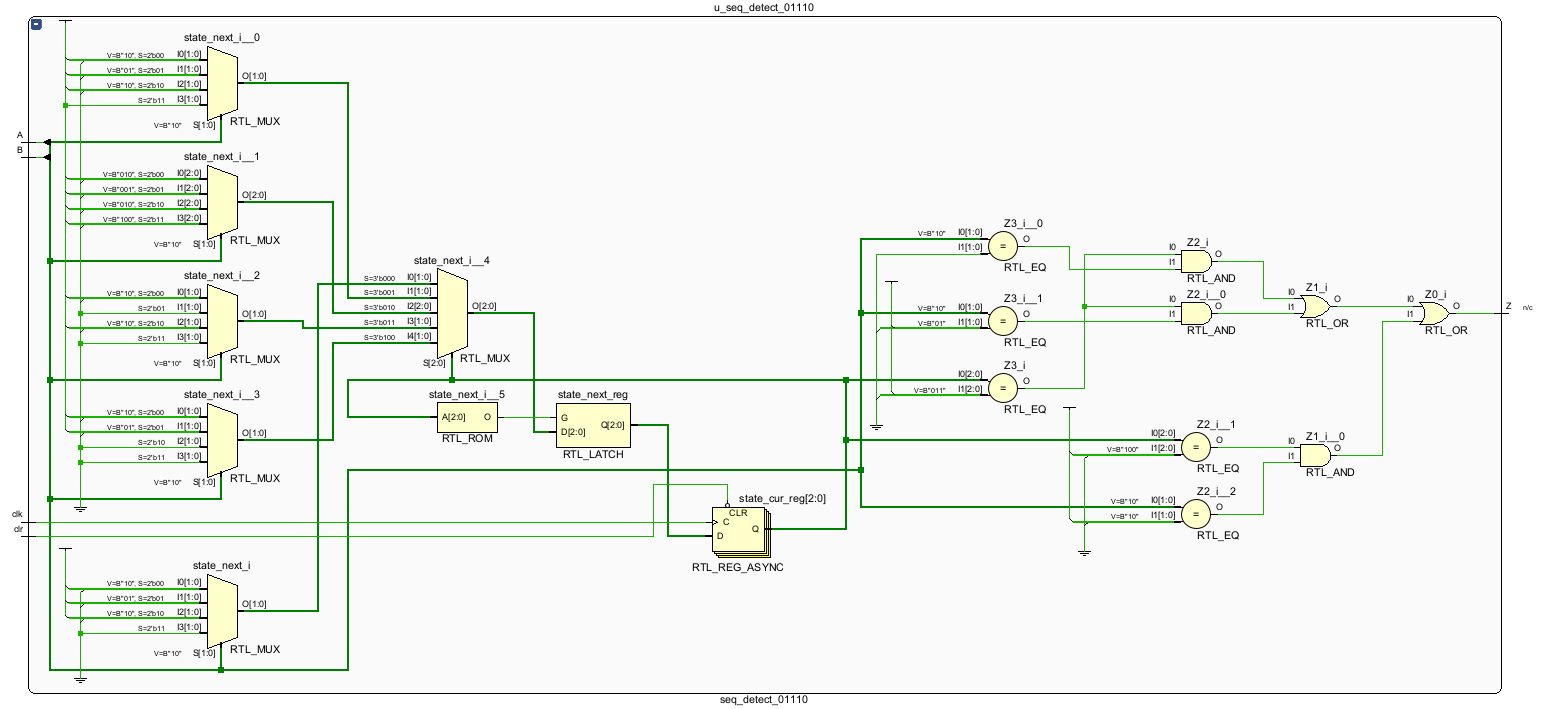 u_seq_detect_01110
state_next_i__0
V=B"10", S=2'b00 I0[1:0]
V=B"01", S=2'b01 I1[1:0]
V=B"10", S=2'b10 I2[1:0]
S=2'b11 I3[1:0]
O[1:0]
V=B"10" S[1:0]
RTL_MUX
A
B
state_next_i__1
V=B"010", S=2'b00 I0[2:0]
V=B"001", S=2'b01 I1[2:0]
V=B"010", S=2'b10 I2[2:0]
V=B"100", S=2'b11 I3[2:0]
O[2:0]
V=B"10" S[1:0]
RTL_MUX
state_next_i__2
V=B"10", S=2'b00 I0[1:0]
S=2'b01 I1[1:0]
V=B"10", S=2'b10 I2[1:0]
S=2'b11 I3[1:0]
O[1:0]
V=B"10" S[1:0]
RTL_MUX
state_next_i__3
V=B"10", S=2'b00 I0[1:0]
V=B"01", S=2'b01 I1[1:0]
S=2'b10 I2[1:0]
S=2'b11 I3[1:0]
O[1:0]
V=B"10" S[1:0]
RTL_MUX
clk
clr
state_next_i
V=B"10", S=2'b00 I0[1:0]
V=B"01", S=2'b01 I1[1:0]
V=B"10", S=2'b10 I2[1:0]
S=2'b11 I3[1:0]
O[1:0]
V=B"10" S[1:0]
RTL_MUX
state_next_i__4
S=3'b000 I0[1:0]
S=3'b001 I1[1:0]
S=3'b010 I2[2:0]
S=3'b011 I3[1:0]
S=3'b100 I4[1:0]
O[2:0]
S[2:0]
RTL_MUX
state_next_i__5
A[2:0] O
RTL_ROM
state_next_reg
G
D[2:0]
Q[2:0]
RTL_LATCH
state_cur_reg[2:0]
CLR
C
D
Q
RTL_REG_ASYNC
Z3_i__0
V=B"10" I0[1:0]
I1[1:0]
=
O
RTL_EQ
Z3_i__1
V=B"10" I0[1:0]
V=B"01" I1[1:0]
=
O
RTL_EQ
Z3_i
I0[2:0]
V=B"011" I1[2:0]
=
O
RTL_EQ
Z2_i
I0
I1
O
RTL_AND
Z2_i__0
I0
I1
O
RTL_AND
Z2_i__1
I0[2:0]
V=B"100" I1[2:0]
=
O
RTL_EQ
Z2_i__2
V=B"10" I0[1:0]
V=B"10" I1[1:0]
=
O
RTL_EQ
Z1_i
I0
I1
O
RTL_OR
Z1_i__0
I0
I1
O
RTL_AND
Z0_i
I0
I1
O
RTL_OR
Z n/c
seq_detect_01110